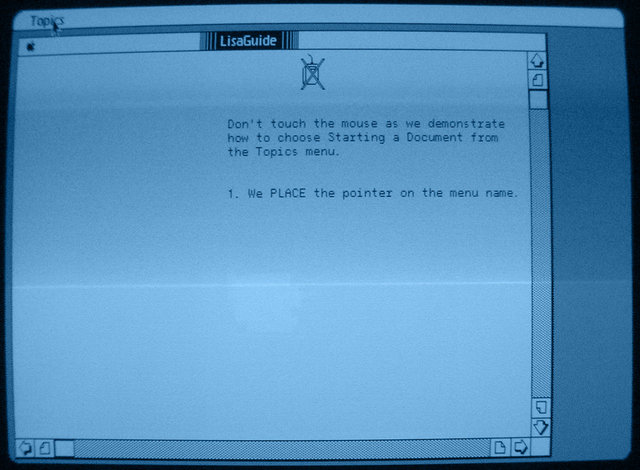 Topics
LisaGuide
Don't touch the mouse as we demonstrate
how to choose Starting a Document from
the Topics menu.
1. We PLACE the pointer on the menu name.